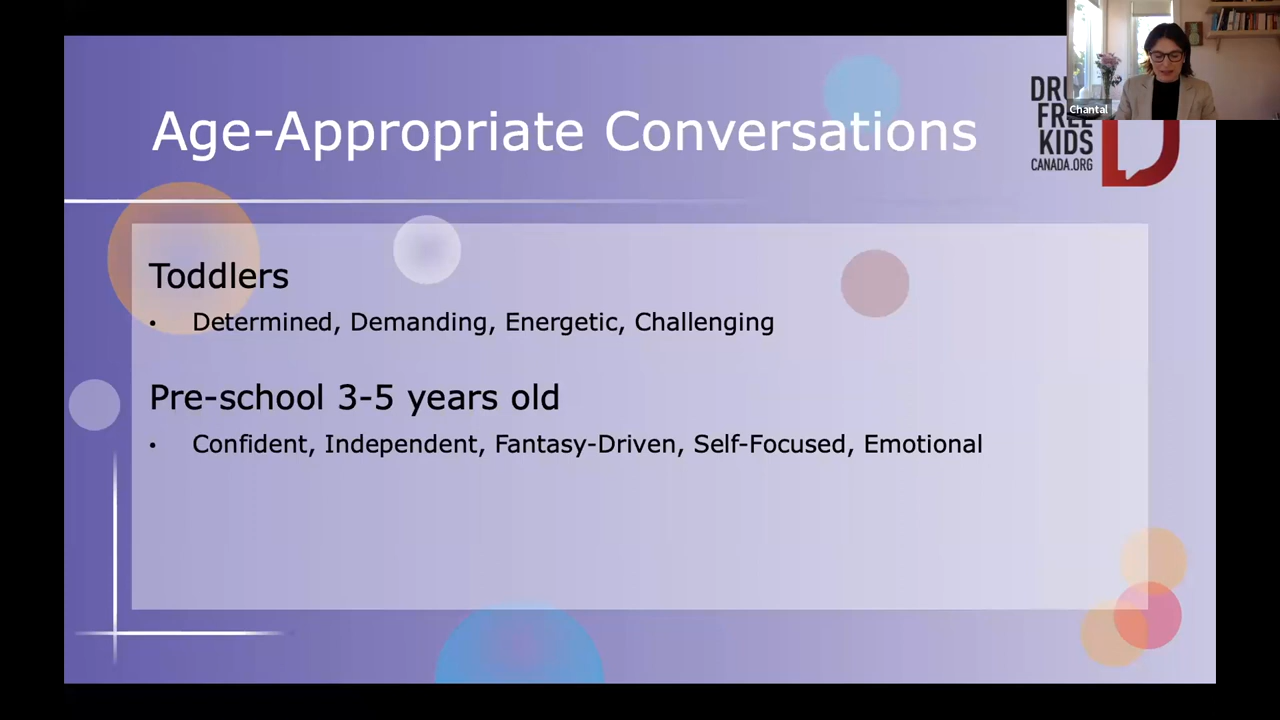 Age-Appropriate Conversations
Chantal
FREE
KIDS
CANADA.ORG
Toddlers
• Determined, Demanding, Energetic, Challenging
Pre-school 3-5 years old
• Confident, Independent, Fantasy-Driven, Self-Focused, Emotional